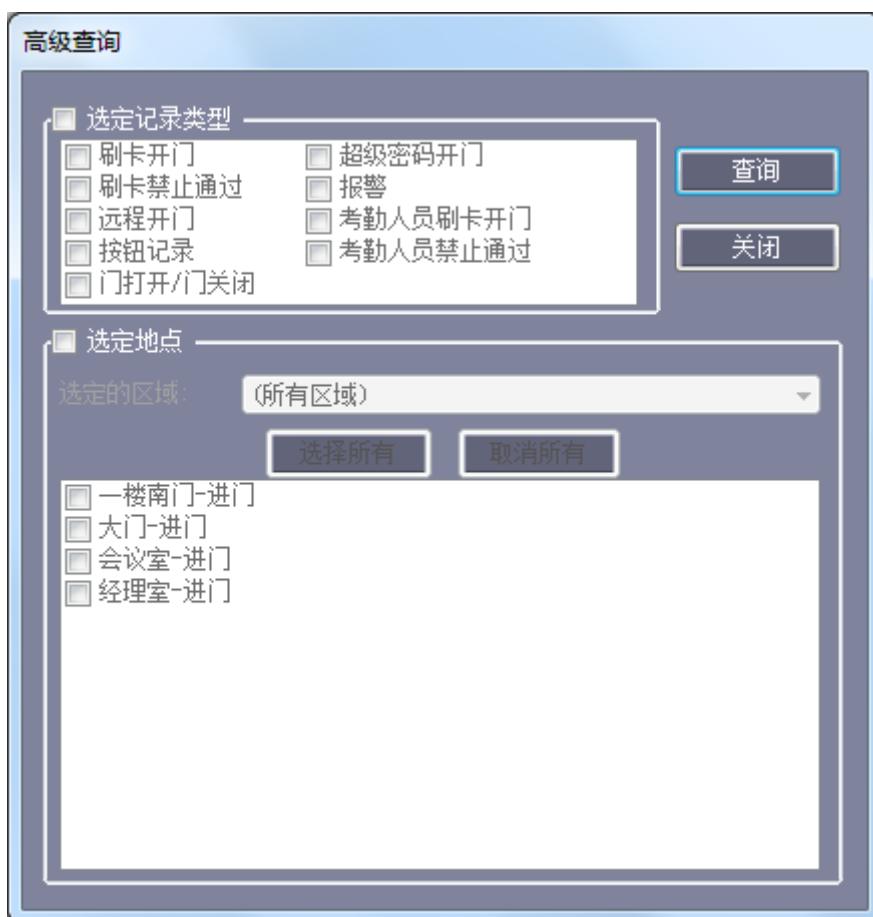 高级查询
选定记录类型
刷卡开门 超级密码开门
刷卡禁止通过 报警
远程开门 考勤人员刷卡开门
按钮记录 考勤人员禁止通过
门打开/门关闭
查询
关闭
选定地点
选定的区域: (所有区域)
选择所有 取消所有
一楼南门-进门
大门-进门
会议室-进门
经理室-进门